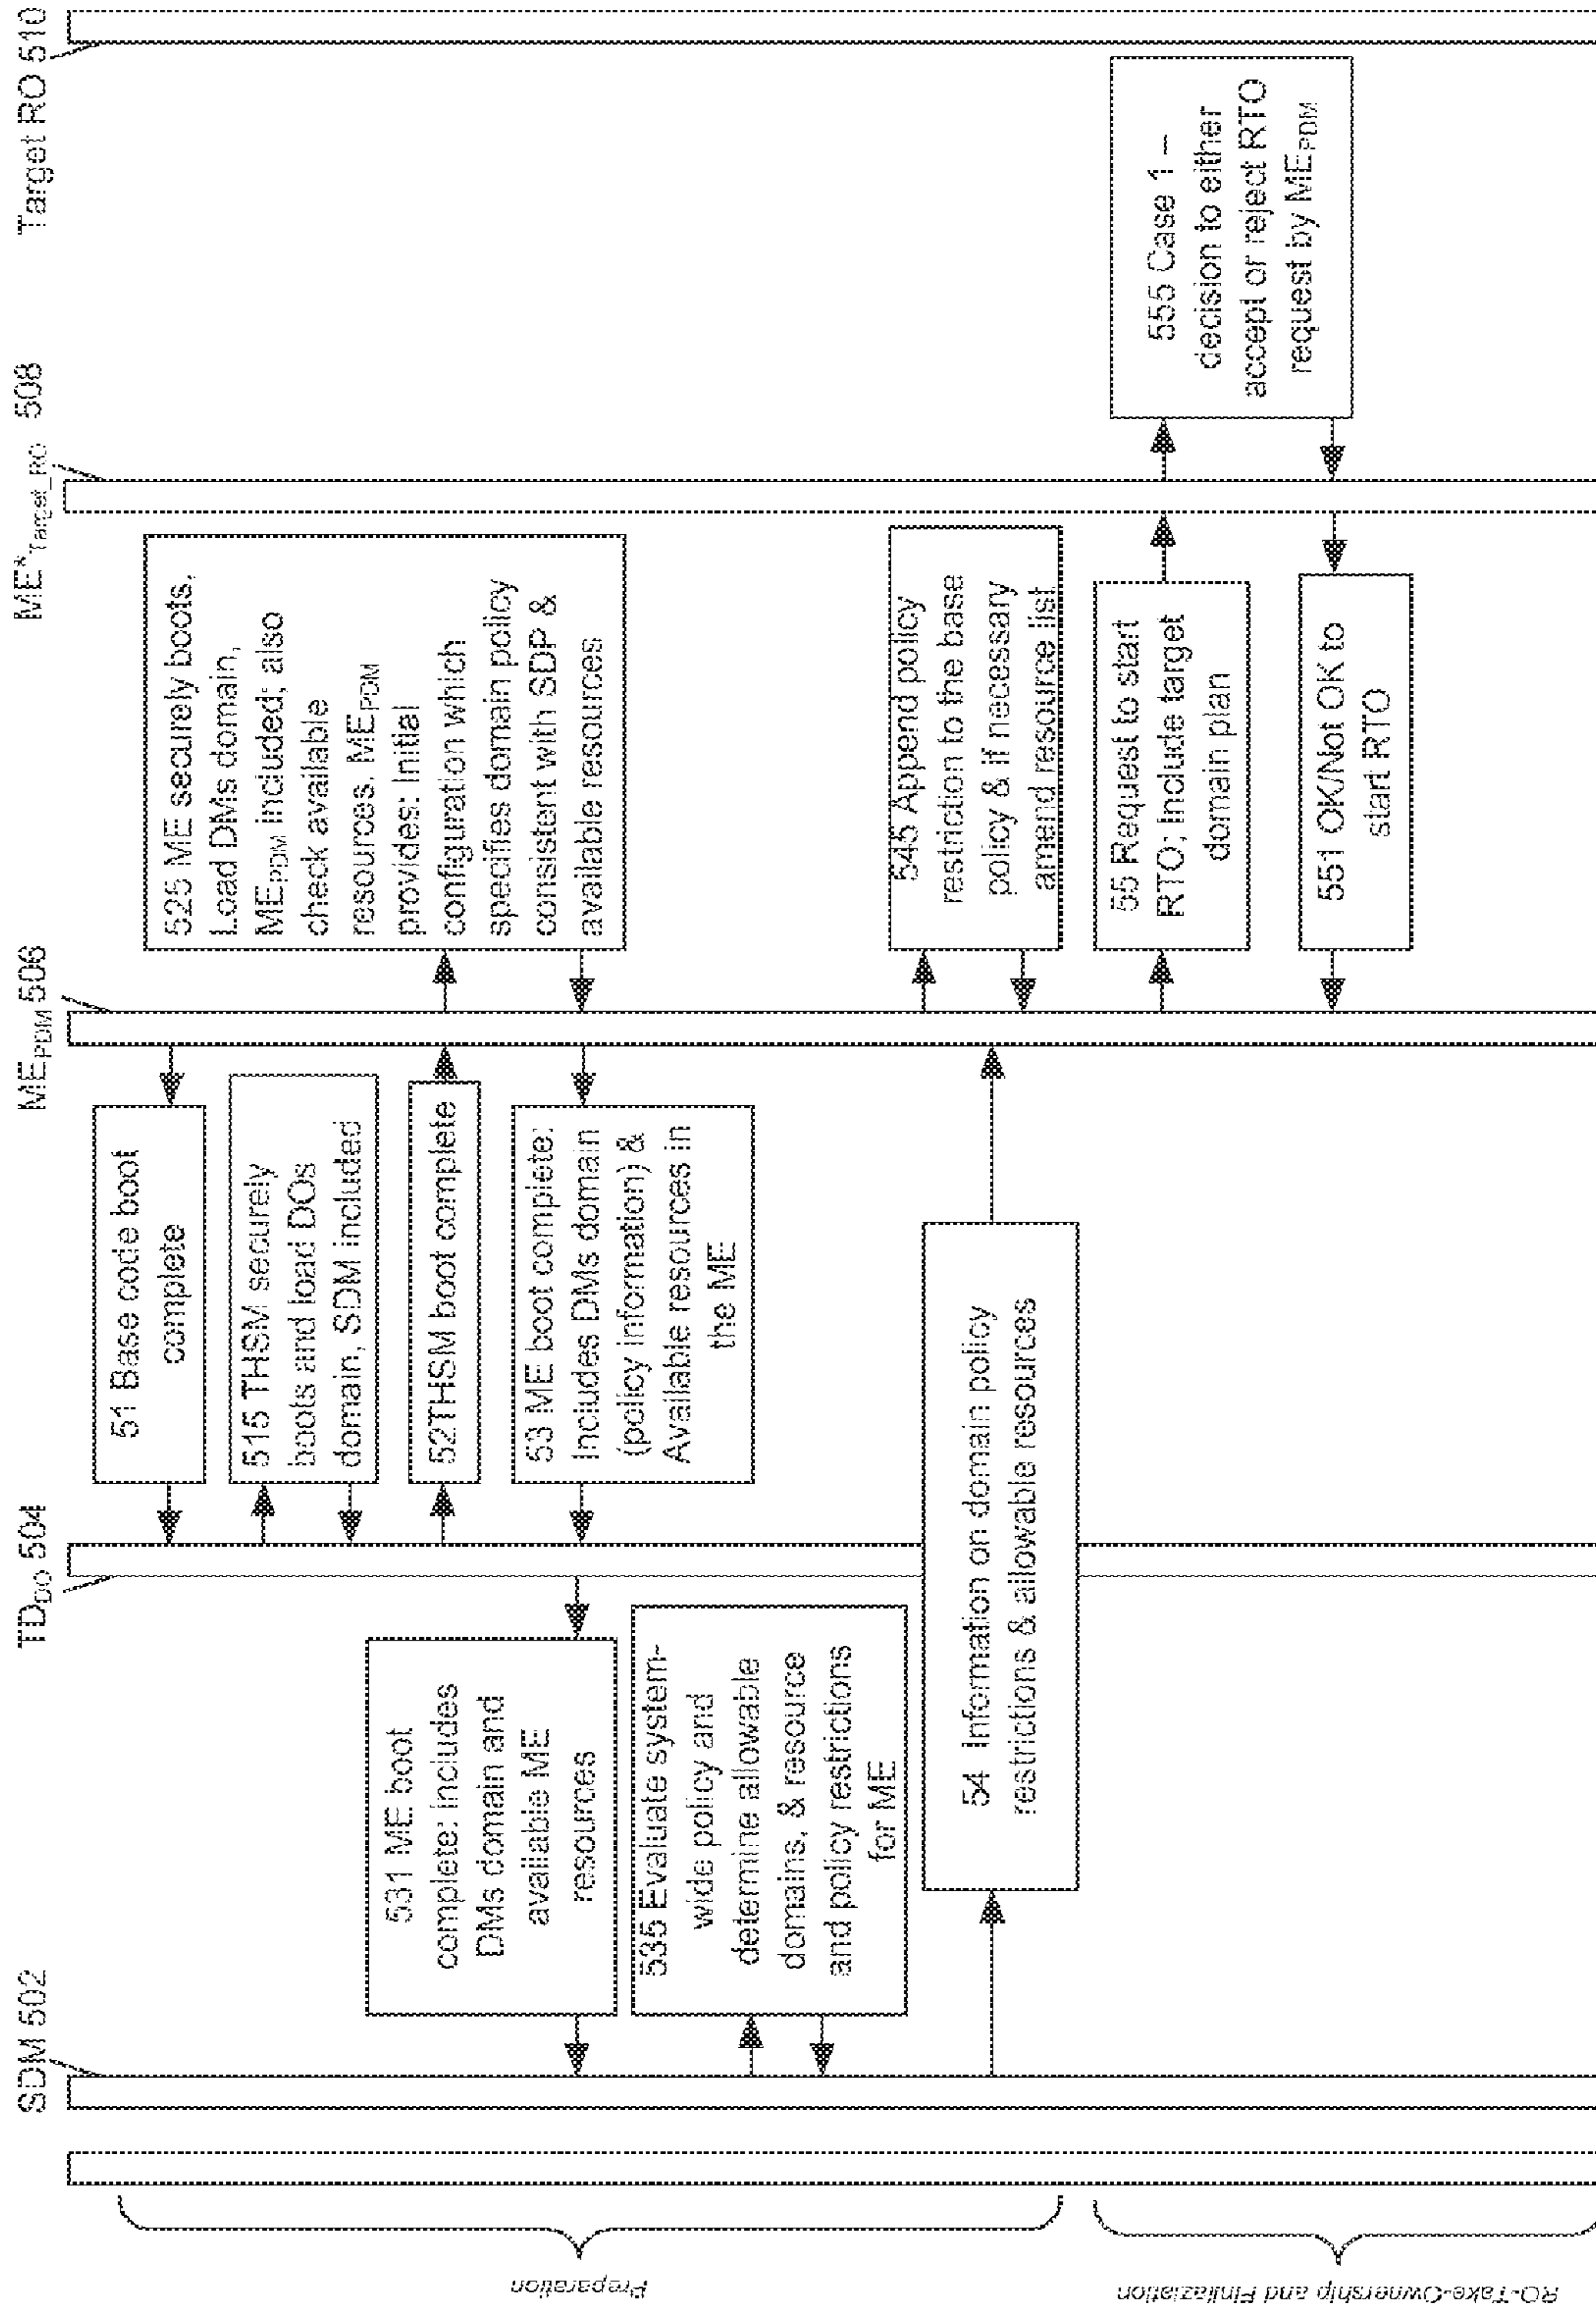 SDM 502
TD_DO 504
ME_PDM 506
ME*_Target_RO 508
Target RO 510
Preparation
51 Base code boot
complete
515 THSM securely
boots and load DOs
domain, SDM included
52THSM boot complete
525 ME securely boots,
Load DMs domain,
ME_PDM included; also
check available
resources. ME_PDM
provides: Initial
configuration which
specifies domain policy
consistent with SDP &
available resources
53 ME boot complete:
Includes DMs domain
(policy information) &
Available resources in
the ME
531 ME boot
complete: includes
DMs domain and
available ME
resources
535 Evaluate system-
wide policy and
determine allowable
domains, & resource
and policy restrictions
for ME
54 Information on domain policy
restrictions & allowable resources
545 Append policy
restriction to the base
policy & if necessary
amend resource list
RO-Take-Ownership and Finliaziation
55 Request to start
RTO; Include target
domain plan
555 Case 1 –
decision to either
accept or reject RTO
request by ME_PDM
551 OK/Not OK to
start RTO